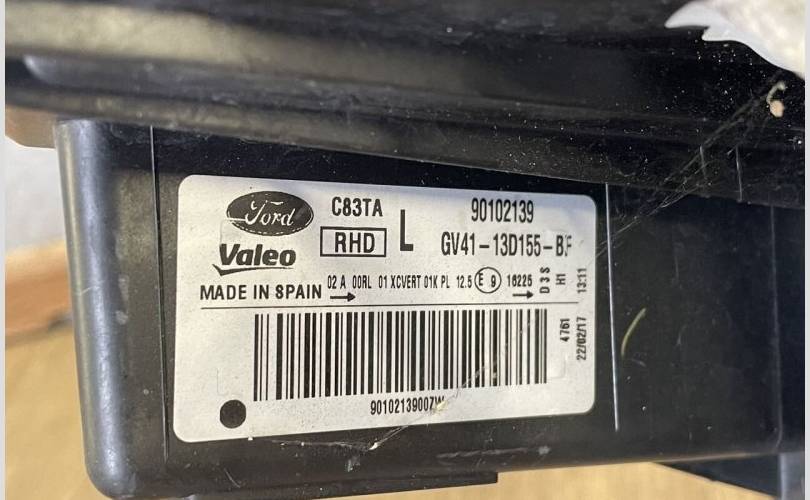 Ford C83TA 90102139
Valeo RHD L GV41-13D155-BF
02 A 00RL 01 XCVERT 01K PL 12.5 E 9 16225 D3S H1 13:11
MADE IN SPAIN
4761
22/02/17
90102139007W